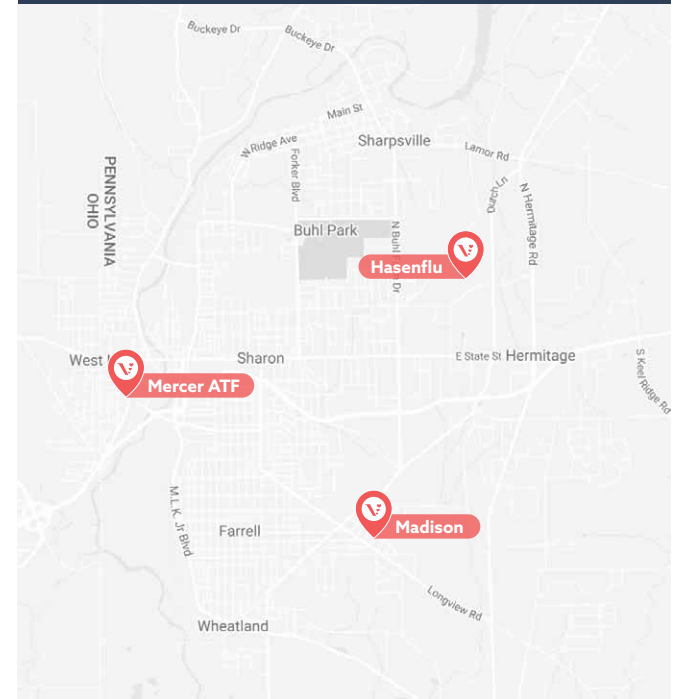 Buckeye Dr
Buckeye Dr
Main St
Sharpsville
W Ridge Ave
Lamor Rd
Forker Blvd
PENNSYLVANIA
OHIO
Dutch Ln
N Hermitage Rd
Buhl Park
N Buhl Dr
Hasenflu
West
Sharon
E State St
Hermitage
S Keel Ridge Rd
Mercer ATF
M.L.K. Jr Blvd
Madison
Farrell
Longview Rd
Wheatland